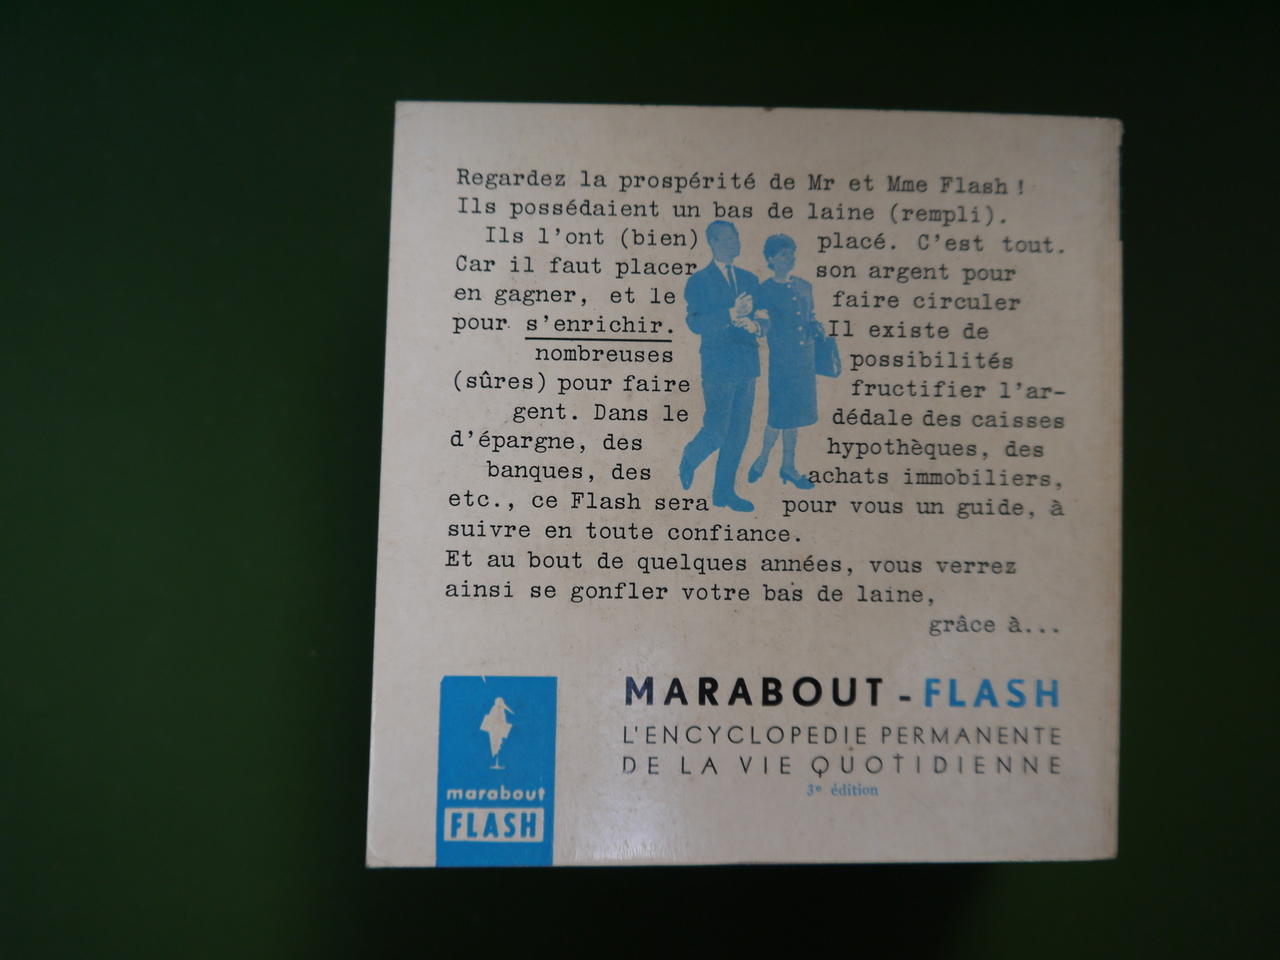 Regardez la prospérité de Mr et Mme Flash !
Ils possédaient un bas de laine (rempli).
Ils l'ont (bien) placé. C'est tout.
Car il faut placer son argent pour
en gagner, et le faire circuler
pour s'enrichir. Il existe de
nombreuses possibilités
(sûres) pour faire fructifier l'ar-
gent. Dans le dédale des caisses
d'épargne, des hypothèques, des
banques, des achats immobiliers,
etc., ce Flash sera pour vous un guide, à
suivre en toute confiance.
Et au bout de quelques années, vous verrez
ainsi se gonfler votre bas de laine,
grâce à...
MARABOUT - FLASH
L'ENCYCLOPEDIE PERMANENTE
DE LA VIE QUOTIDIENNE
3e édition
marabout
FLASH